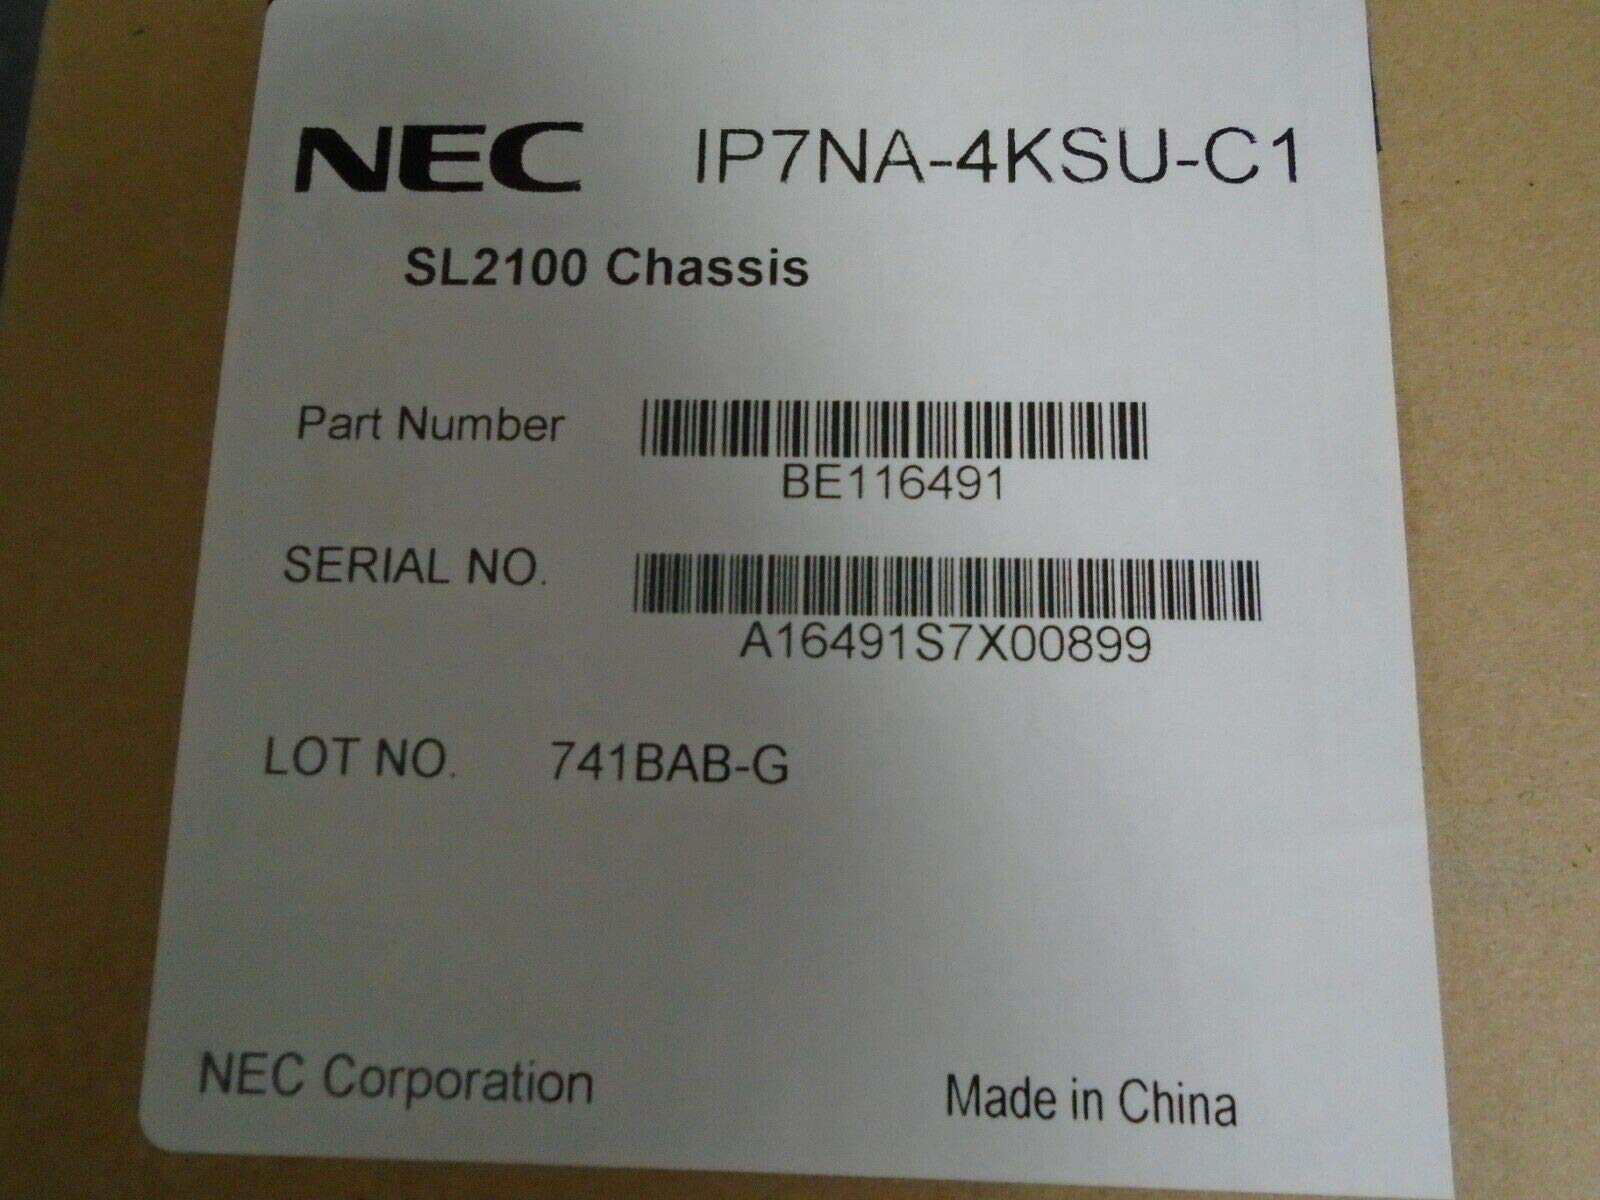 NEC IP7NA-4KSU-C1
SL2100 Chassis
Part Number
BE116491
SERIAL NO.
A16491S7X00899
LOT NO. 741BAB-G
NEC Corporation Made in China